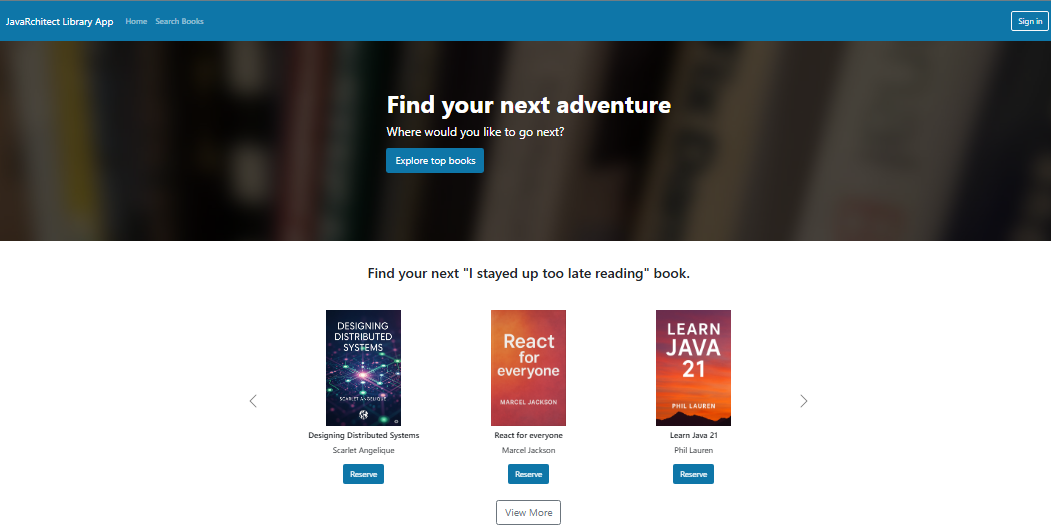 JavaRchitect Library App Home Search Books Sign in
Find your next adventure
Where would you like to go next?
Explore top books
Find your next "I stayed up too late reading" book.
DESIGNING
DISTRIBUTED
SYSTEMS
SCARLET ANGELIQUE
React
for
everyone
MARCEL JACKSON
LEARN
JAVA
21
PHIL LAUREN
Designing Distributed Systems
Scarlet Angelique
Reserve
React for everyone
Marcel Jackson
Reserve
Learn Java 21
Phil Lauren
Reserve
View More